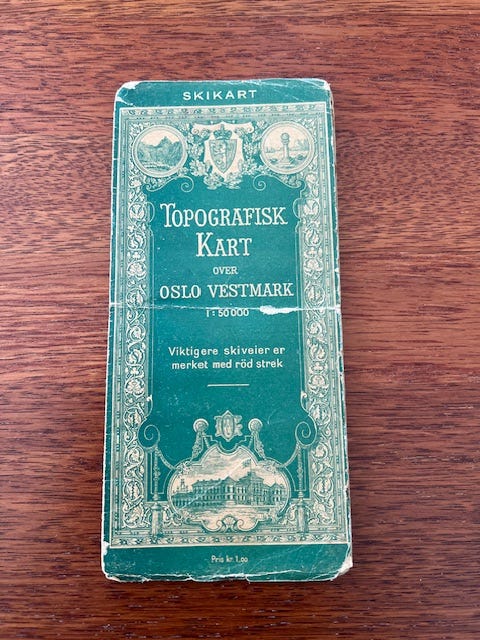 SKIKART
TOPOGRAFISK
KART
OVER
OSLO VESTMARK
1:50000
Viktigere skiveier er
merket med röd strek
Pris kr. 1,00